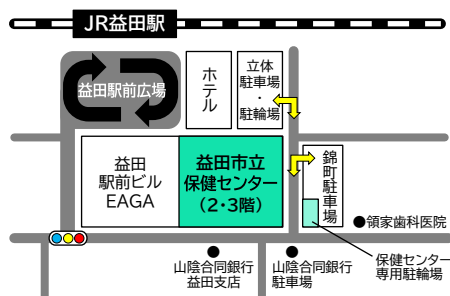 JR益田駅
益田駅前広場
ホテル
立体
駐車場
・
駐輪場
益田
駅前ビル
EAGA
益田市立
保健センター
（2・3階）
錦町駐車場
領家歯科医院
保健センター
専用駐輪場
山陰合同銀行
益田支店
山陰合同銀行
駐車場